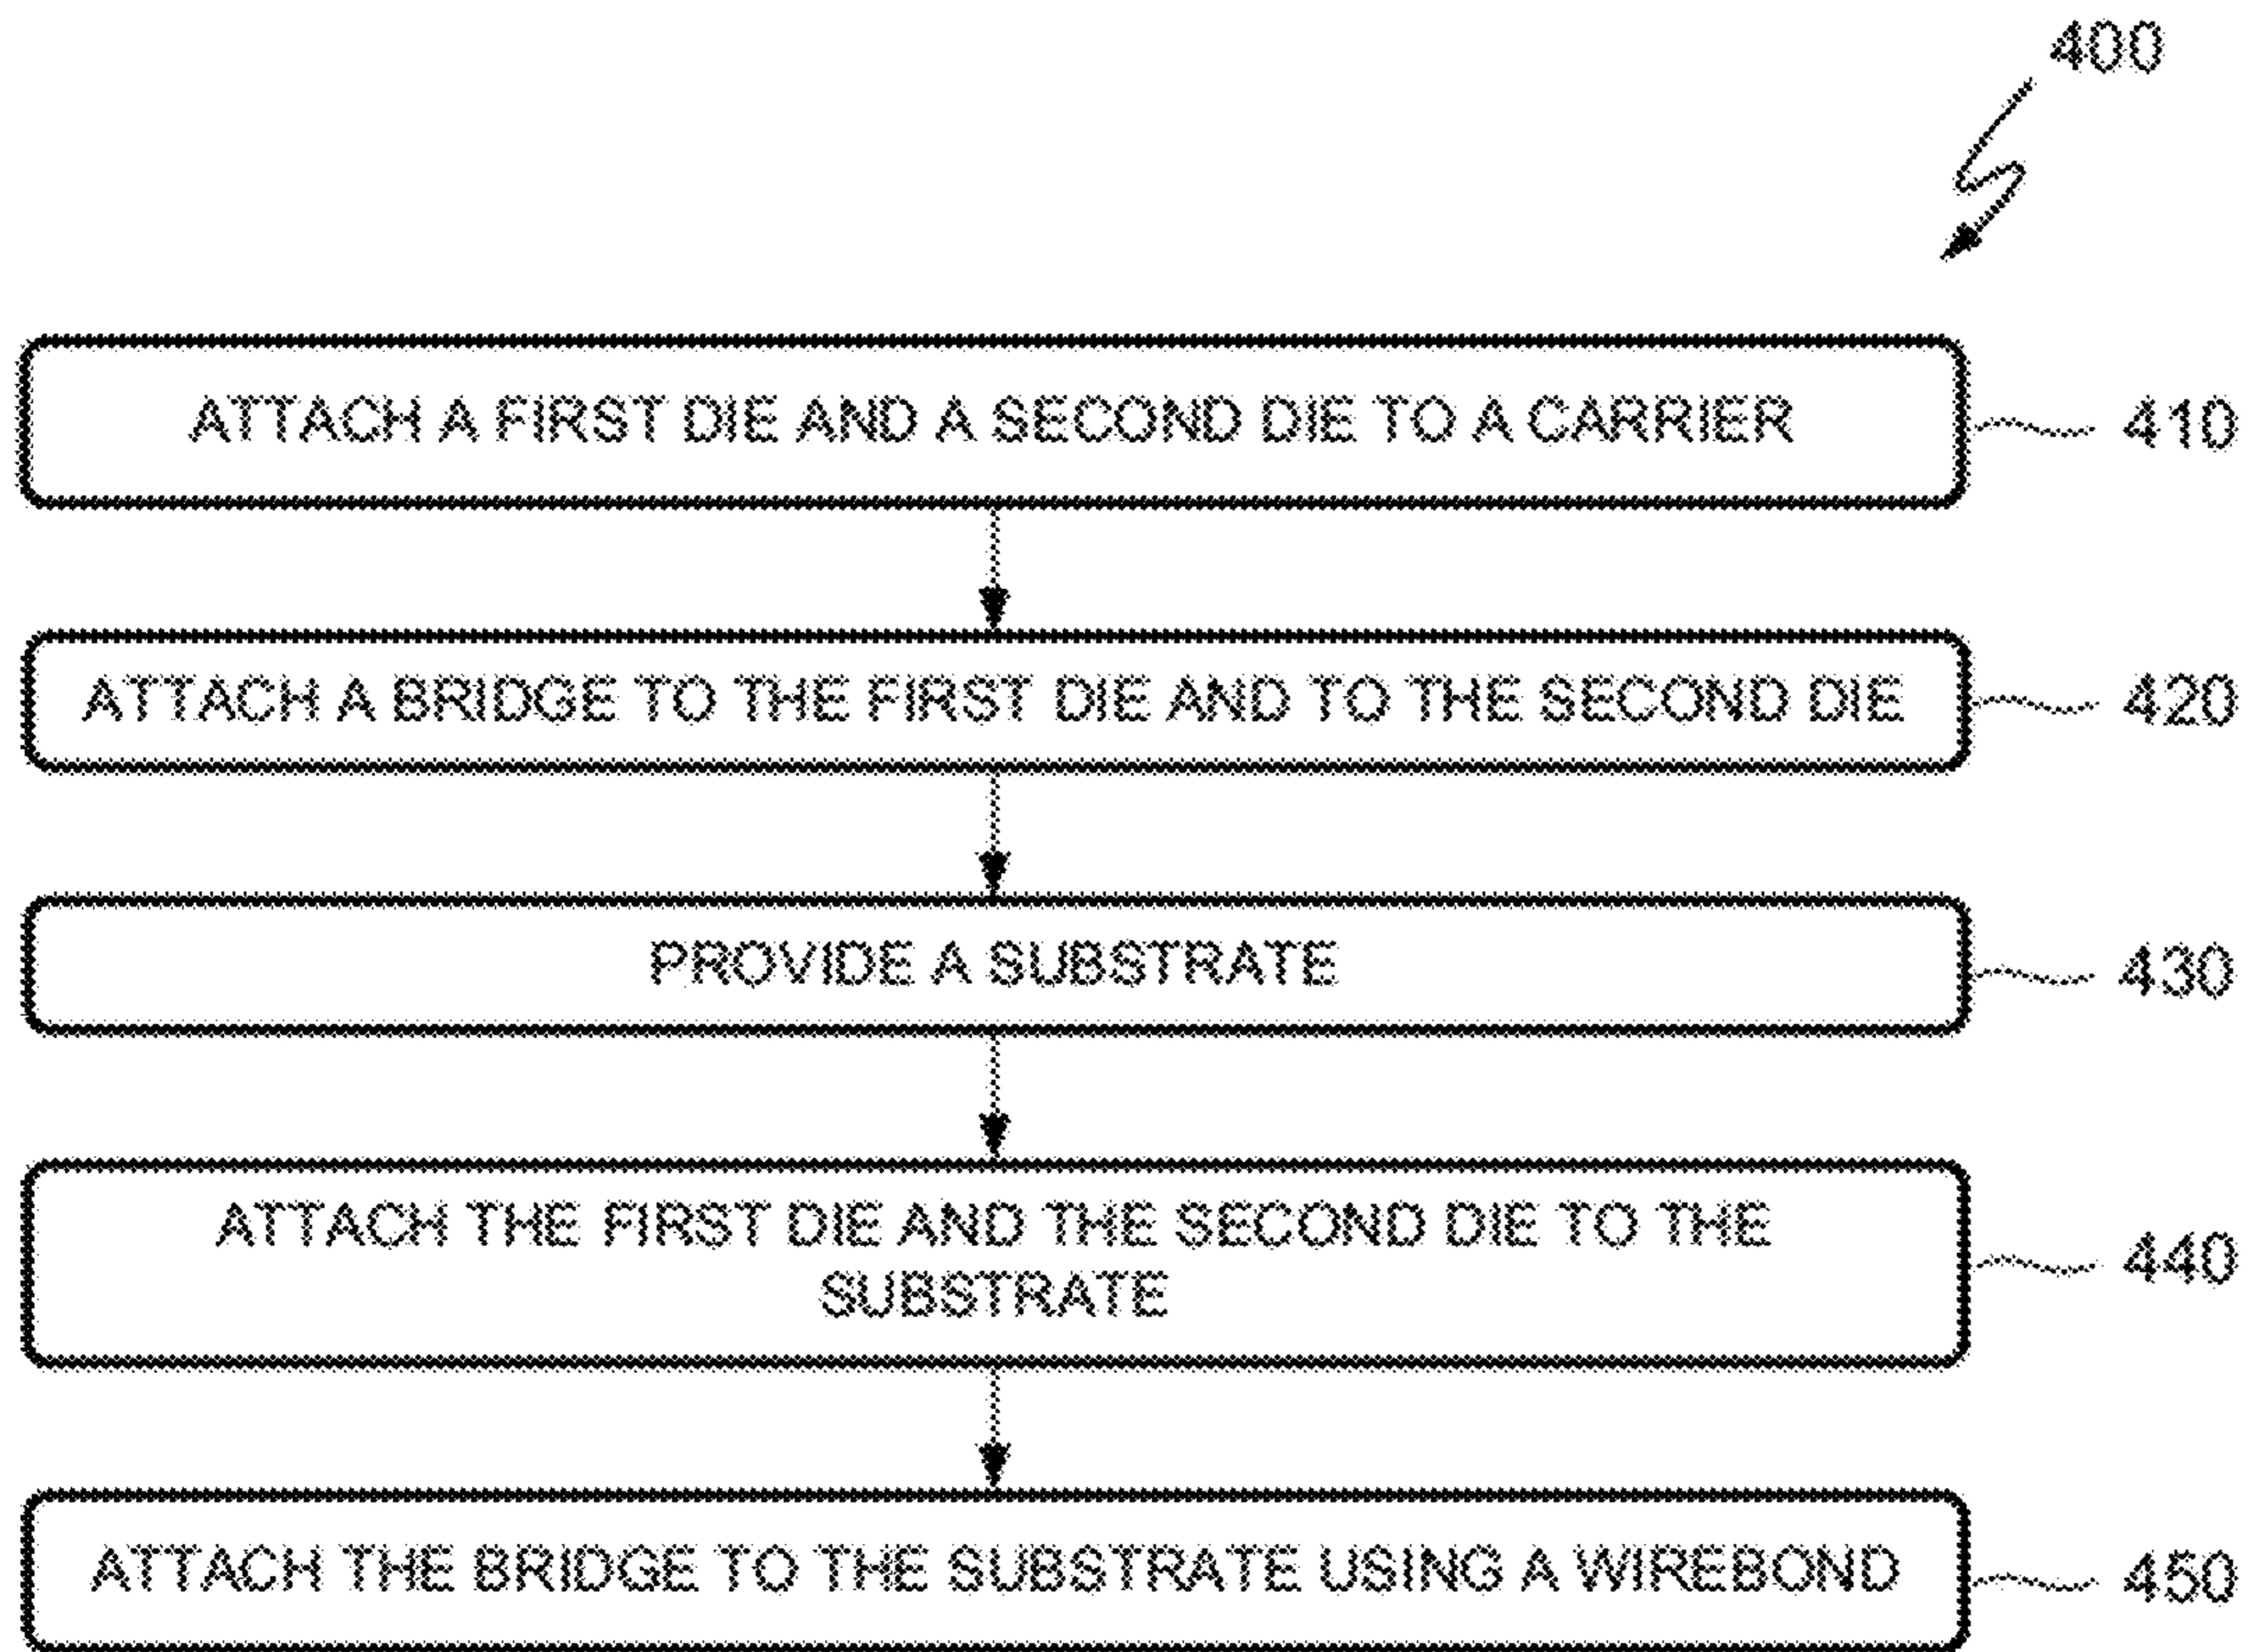 400
ATTACH A FIRST DIE AND A SECOND DIE TO A CARRIER
410
ATTACH A BRIDGE TO THE FIRST DIE AND TO THE SECOND DIE
420
PROVIDE A SUBSTRATE
430
ATTACH THE FIRST DIE AND THE SECOND DIE TO THE
SUBSTRATE
440
ATTACH THE BRIDGE TO THE SUBSTRATE USING A WIREBOND
450